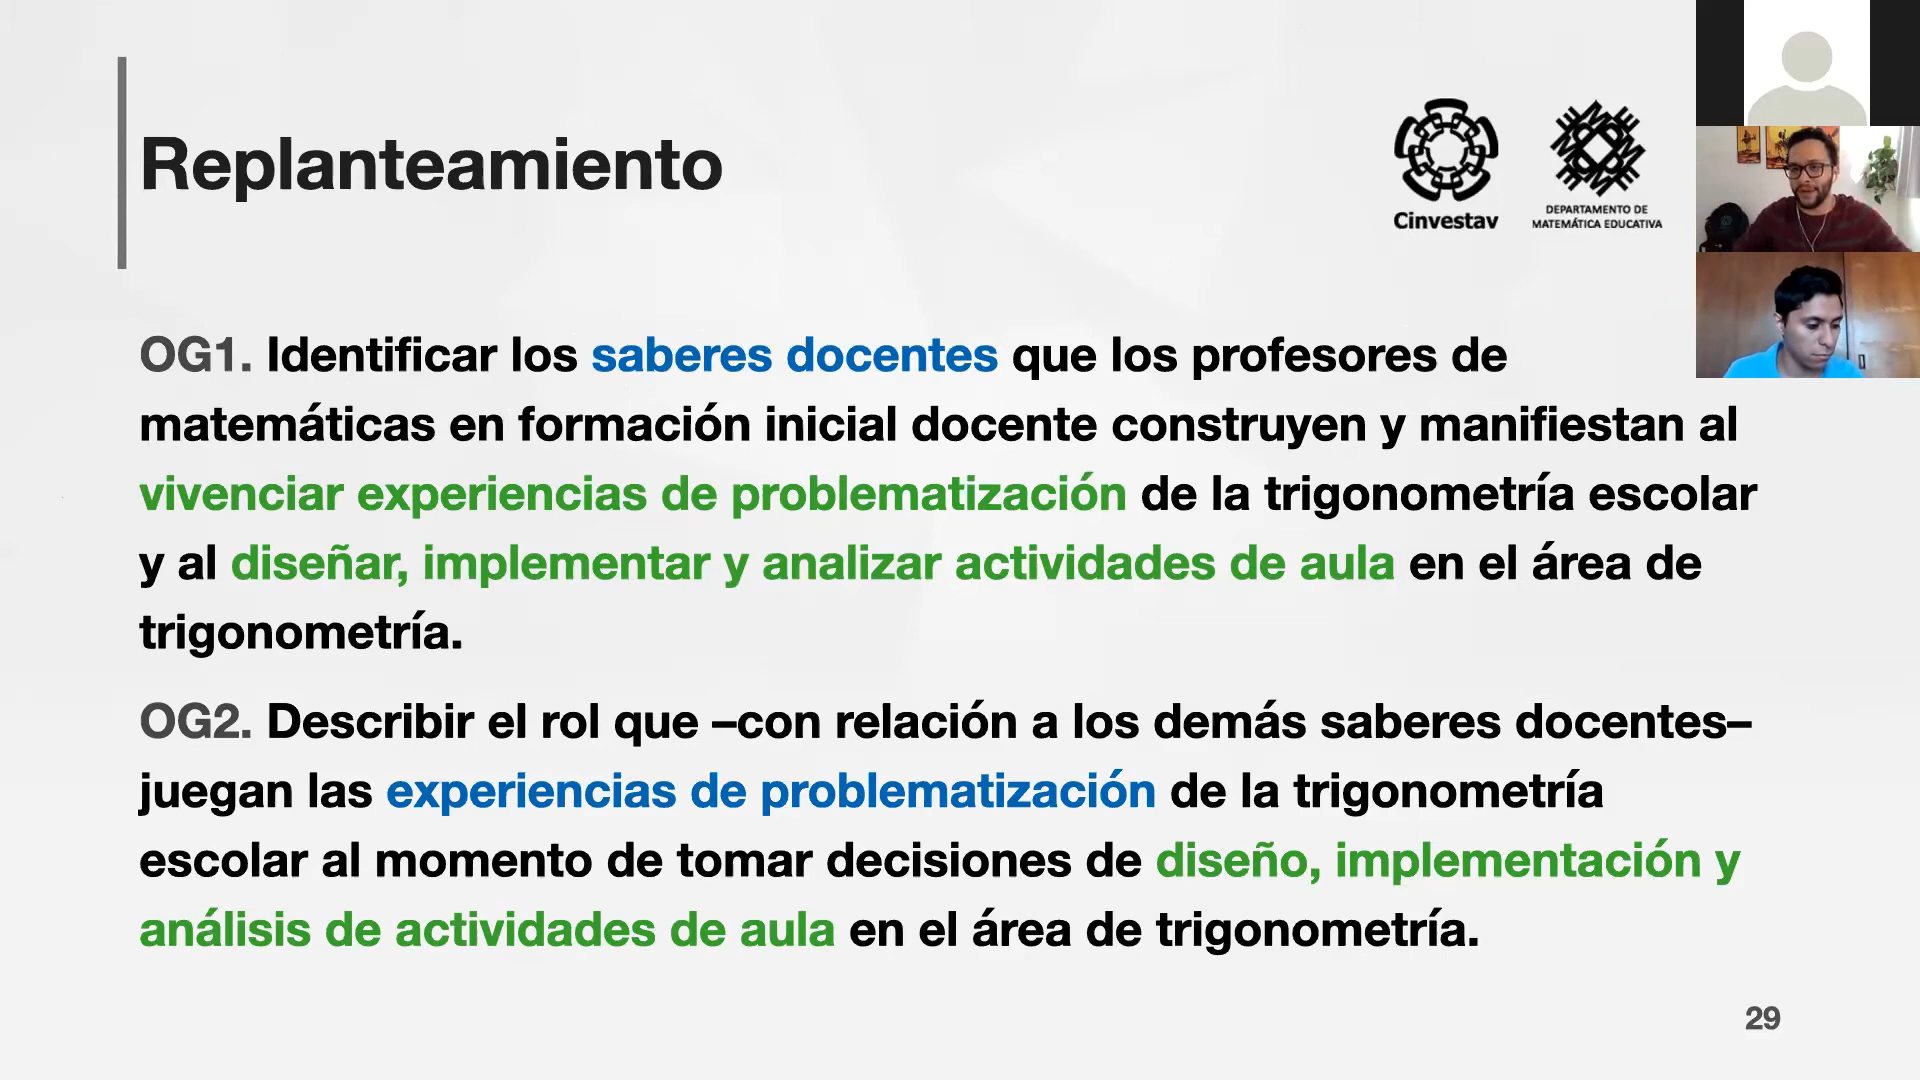 Replanteamiento
Cinvestav
DEPARTAMENTO DE
MATEMÁTICA EDUCATIVA
OG1. Identificar los saberes docentes que los profesores de
matemáticas en formación inicial docente construyen y manifiestan al
vivenciar experiencias de problematización de la trigonometría escolar
y al diseñar, implementar y analizar actividades de aula en el área de
trigonometría.
OG2. Describir el rol que –con relación a los demás saberes docentes–
juegan las experiencias de problematización de la trigonometría
escolar al momento de tomar decisiones de diseño, implementación y
análisis de actividades de aula en el área de trigonometría.
29